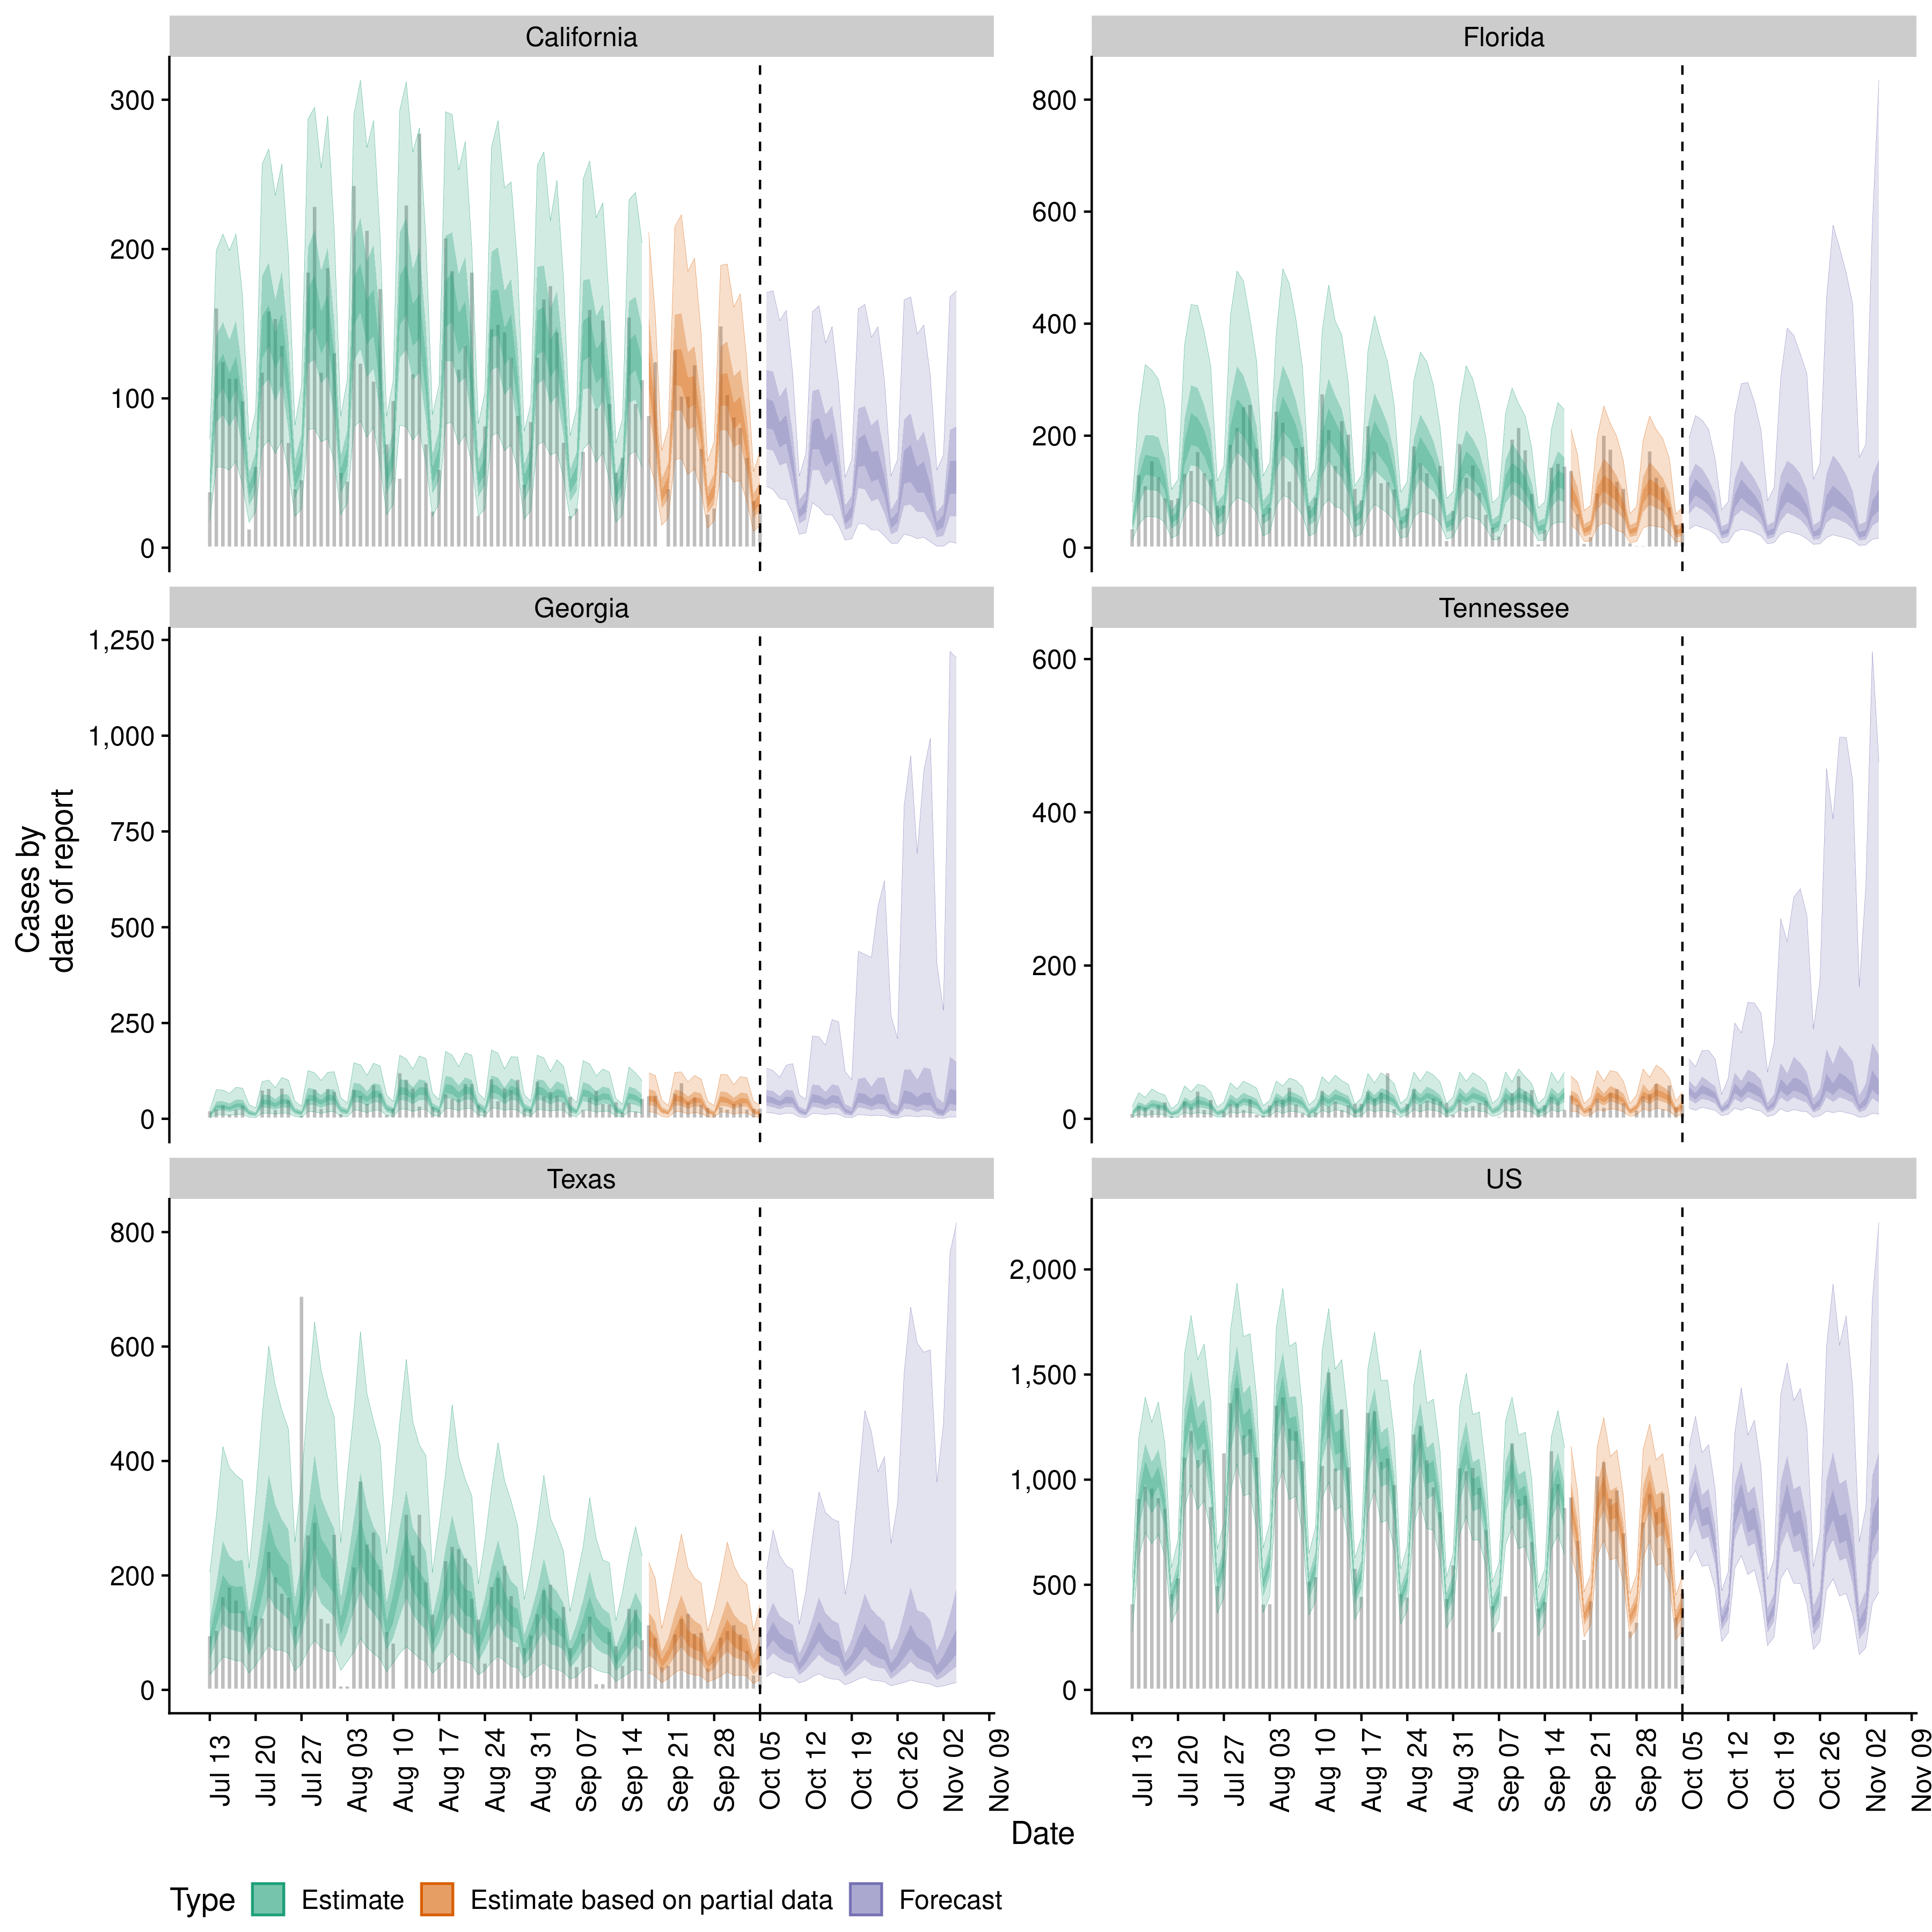 California
Florida
300
200
100
0
800
600
400
200
0
Georgia
Tennessee
1,250
1,000
750
500
250
0
600
400
200
0
Cases by
date of report
Texas
US
800
600
400
200
0
2,000
1,500
1,000
500
0
Jul 13
Jul 20
Jul 27
Aug 03
Aug 10
Aug 17
Aug 24
Aug 31
Sep 07
Sep 14
Sep 21
Sep 28
Oct 05
Oct 12
Oct 19
Oct 26
Nov 02
Nov 09
Jul 13
Jul 20
Jul 27
Aug 03
Aug 10
Aug 17
Aug 24
Aug 31
Sep 07
Sep 14
Sep 21
Sep 28
Oct 05
Oct 12
Oct 19
Oct 26
Nov 02
Nov 09
Date
Type Estimate Estimate based on partial data Forecast